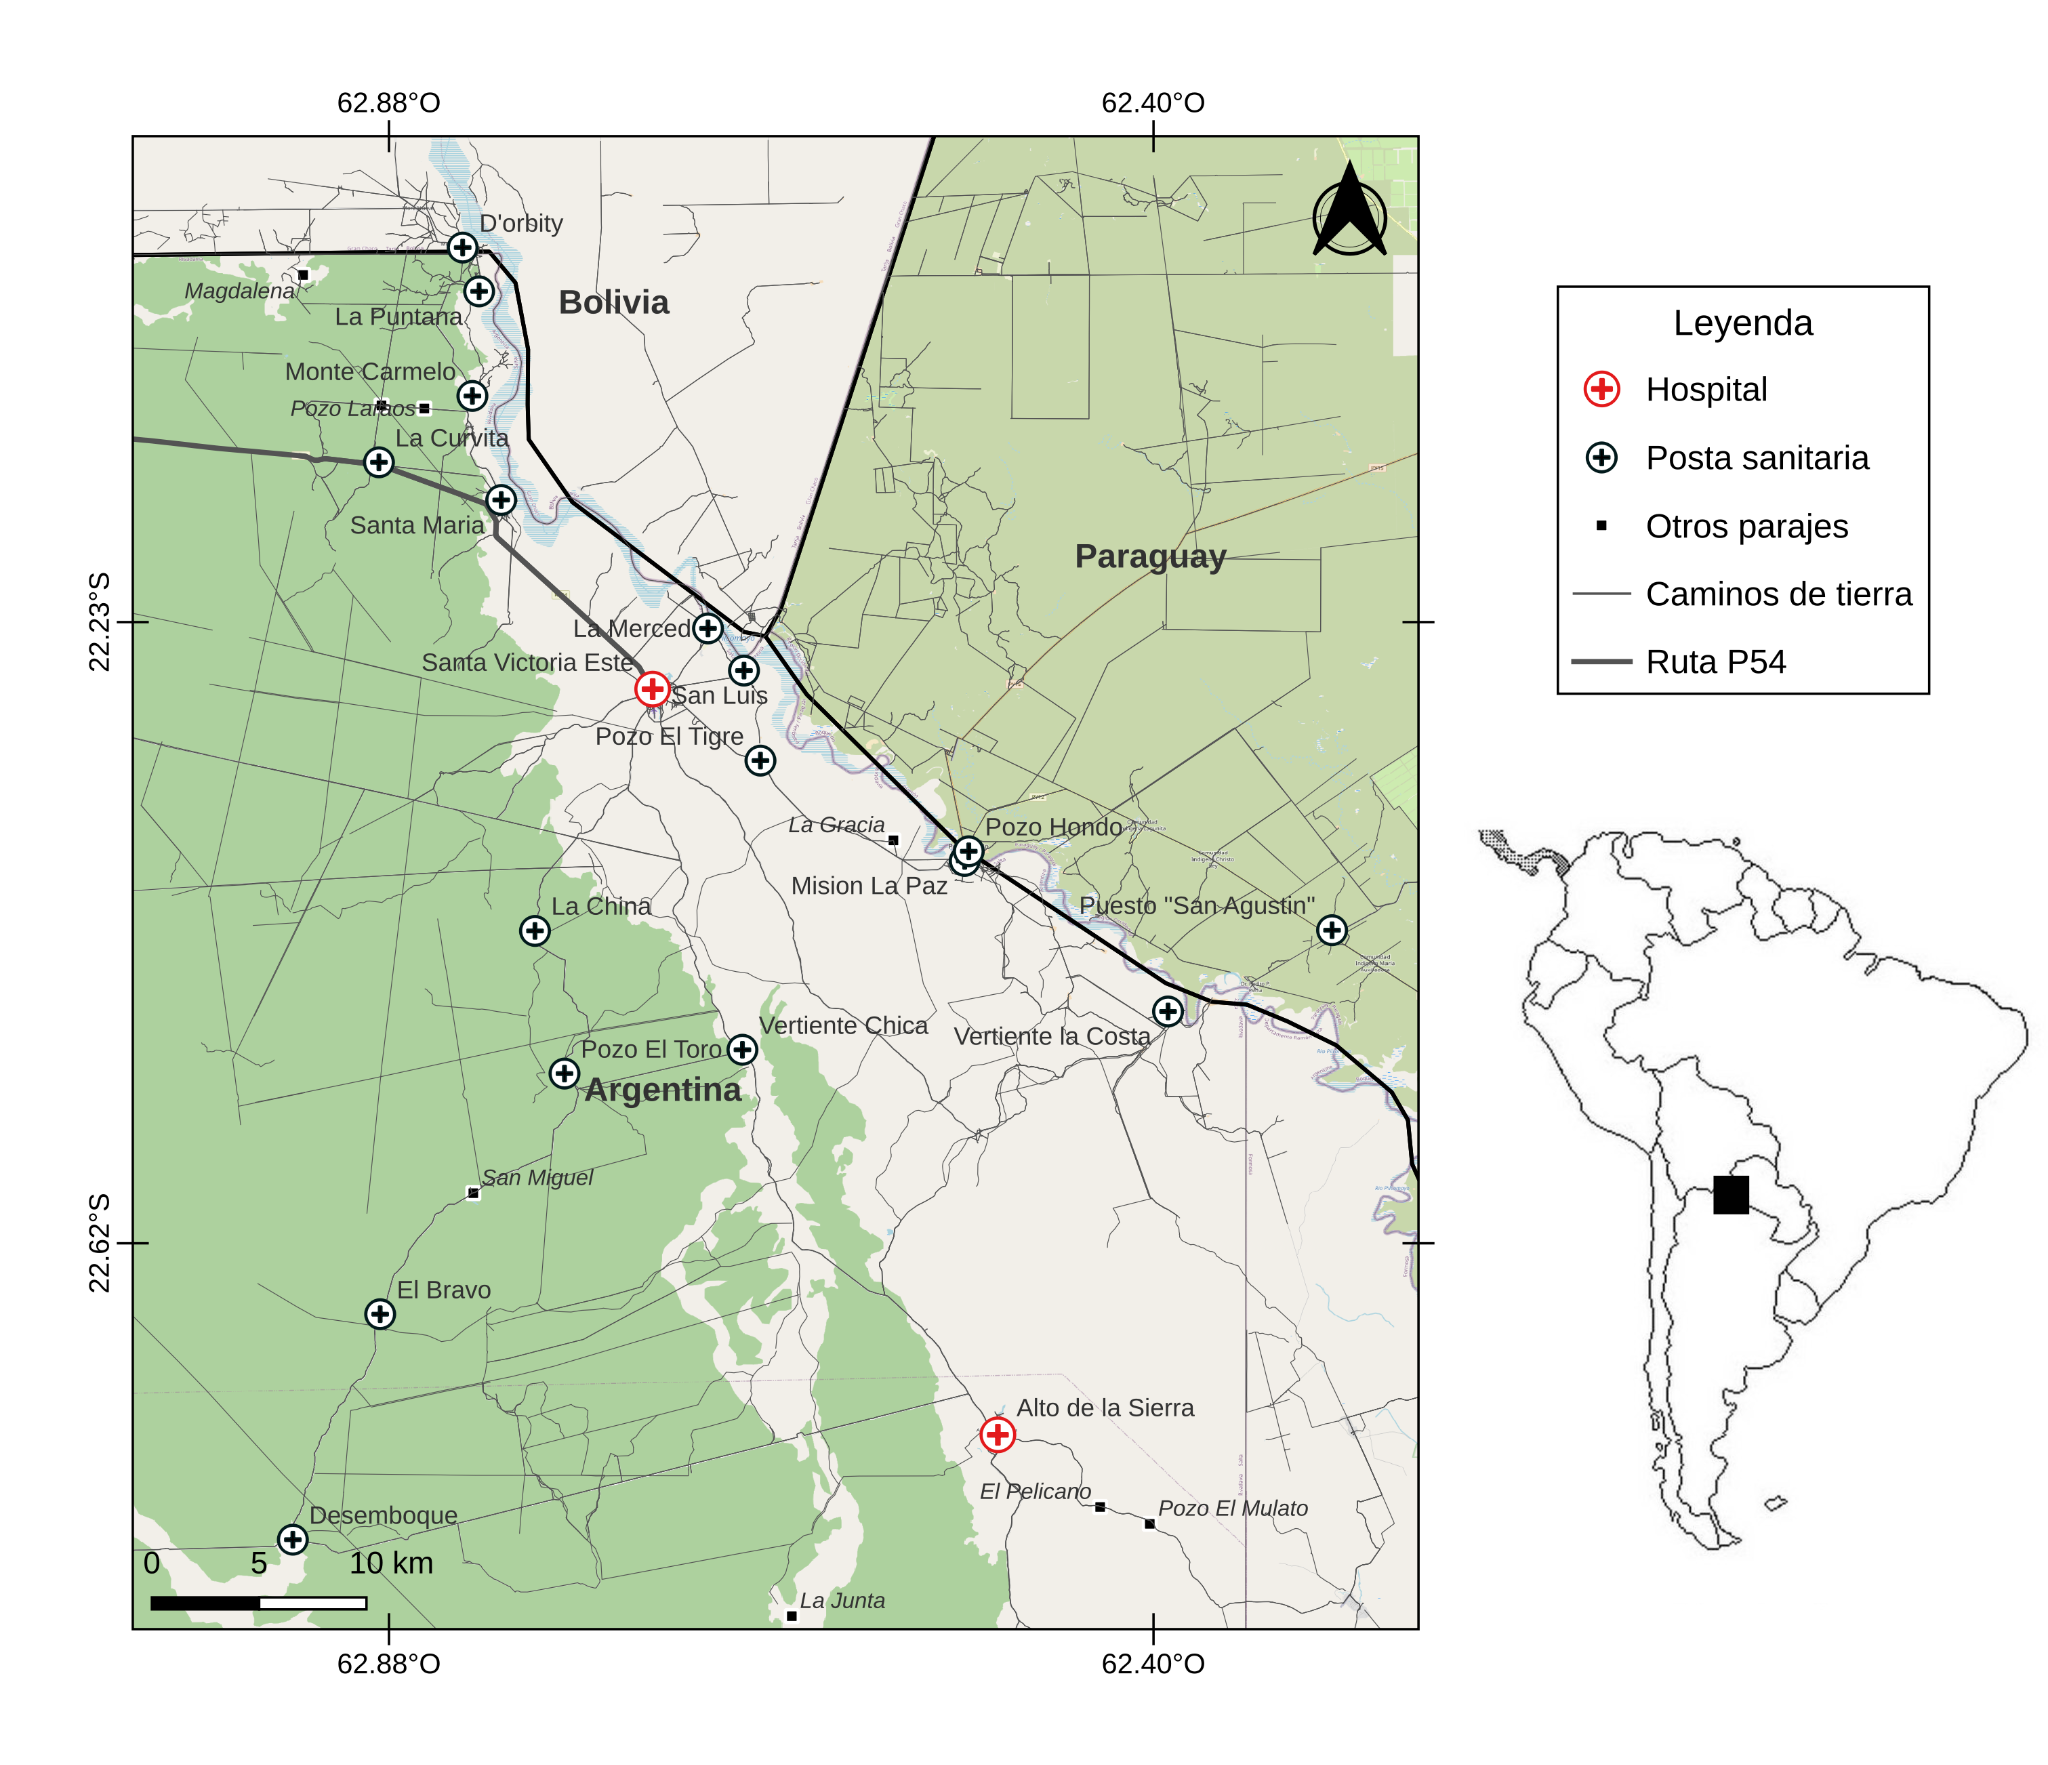 62.88°O
62.40°O
D'orbity
Magdalena
Bolivia
La Puntana
Monte Carmelo
Pozo Laraos
La Curvita
Santa Maria
Paraguay
22.23°S
La Merced
Santa Victoria Este
San Luis
Pozo El Tigre
La Gracia
Pozo Hondo
Mision La Paz
La China
Puesto "San Agustin"
Vertiente Chica
Vertiente la Costa
Pozo El Toro
Argentina
San Miguel
22.62°S
El Bravo
Alto de la Sierra
El Pelicano
Pozo El Mulato
Desemboque
0 5 10 km
La Junta
62.88°O
62.40°O
Leyenda
Hospital
Posta sanitaria
Otros parajes
Caminos de tierra
Ruta P54